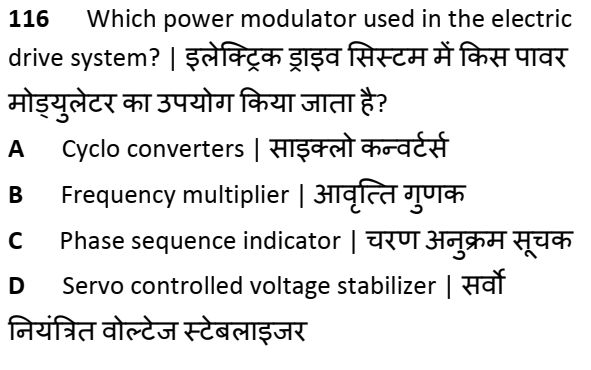 116 Which power modulator used in the electric
drive system? | इलेक्ट्रिक ड्राइव सिस्टम में किस पावर
मोड्युलेटर का उपयोग किया जाता है?
A Cyclo converters | साइक्लो कन्वर्टर्स
B Frequency multiplier | आवृत्ति गुणक
C Phase sequence indicator | चरण अनुक्रम सूचक
D Servo controlled voltage stabilizer | सर्वो
नियंत्रित वोल्टेज स्टेबलाइजर